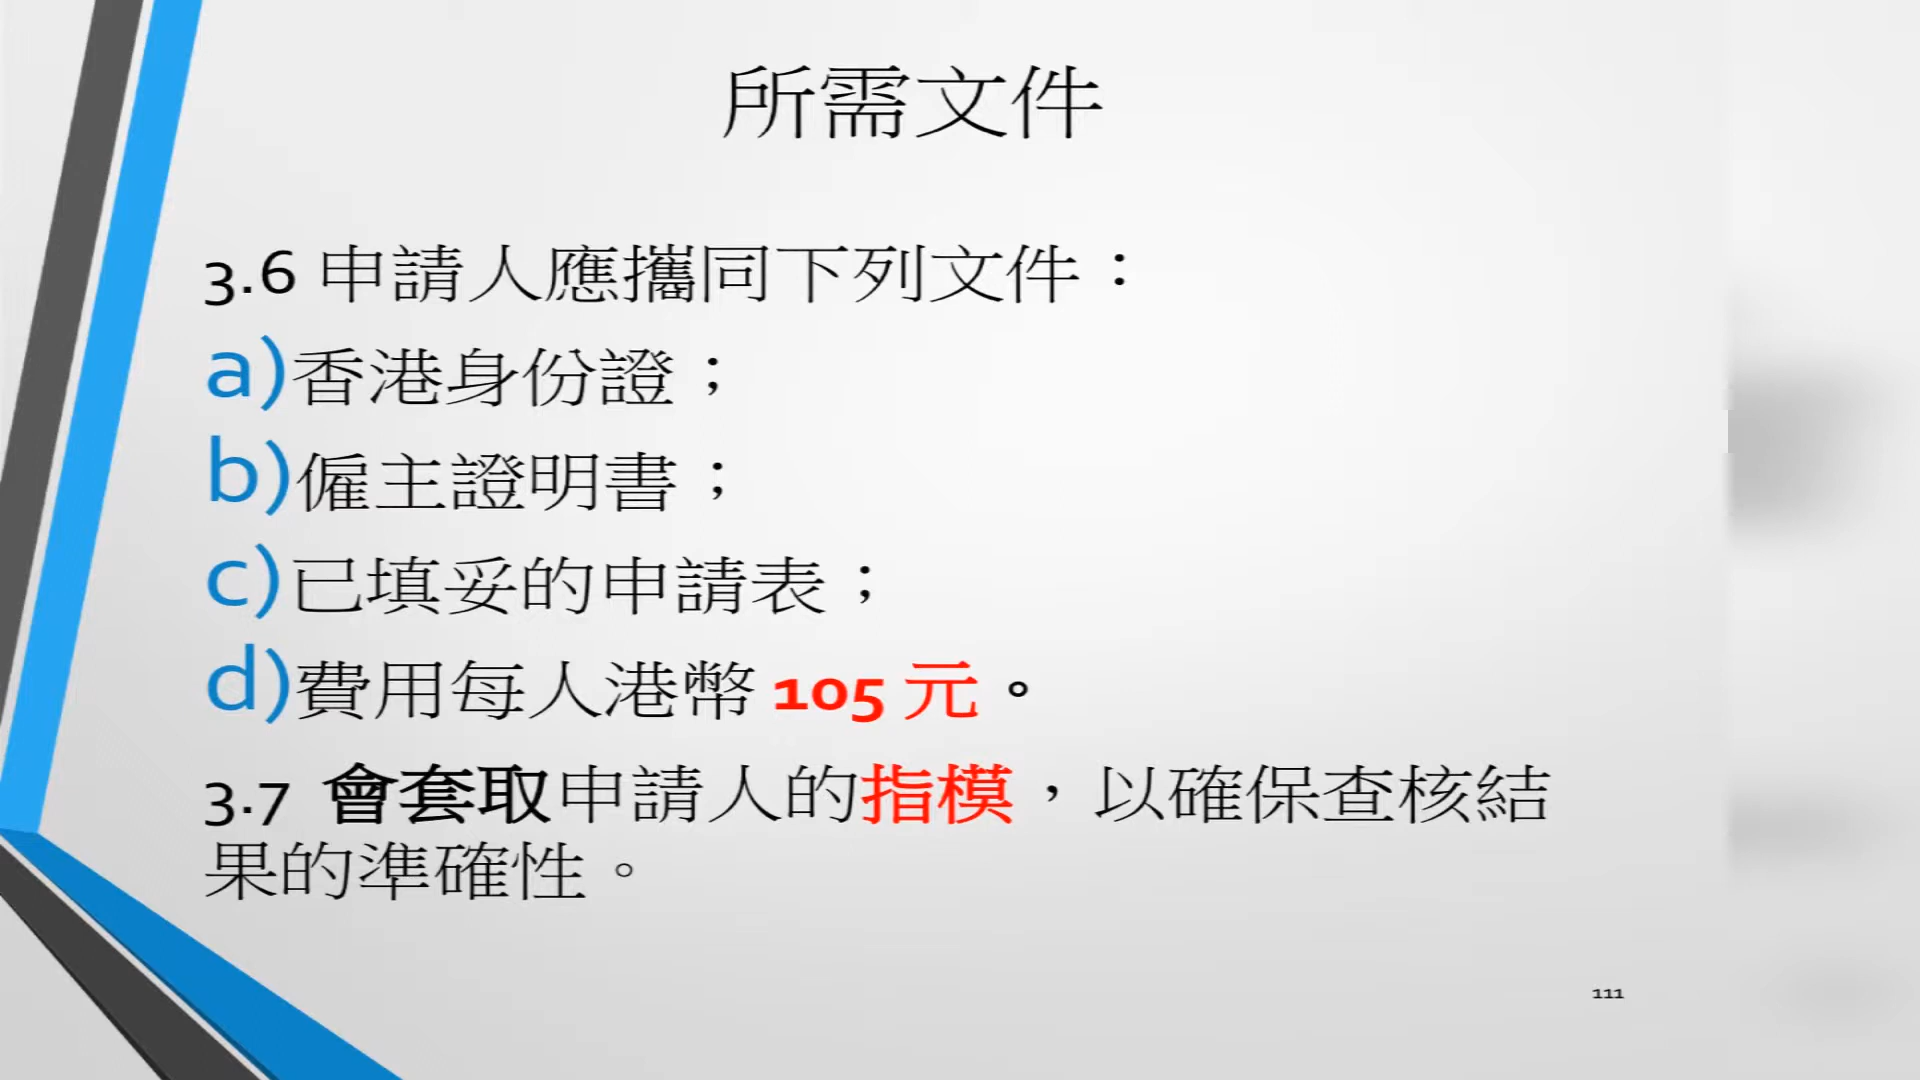 所需文件
3.6 申請人應攜同下列文件：
a)香港身份證；
b)僱主證明書；
c)已填妥的申請表；
d)費用每人港幣 105 元。
3.7 會套取申請人的指模，以確保查核結
果的準確性。
111